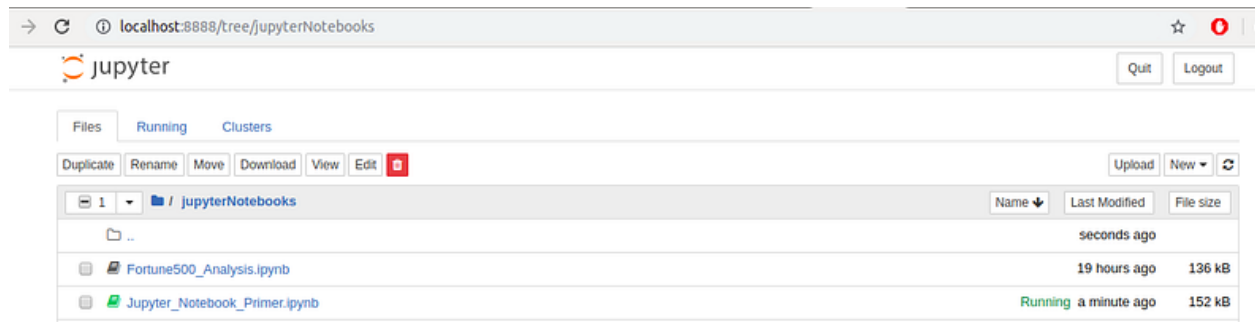 localhost:8888/tree/jupyterNotebooks
jupyter Quit Logout
Files Running Clusters
Duplicate Rename Move Download View Edit Upload New
1 / jupyterNotebooks Name Last Modified File size
.. seconds ago
Fortune500_Analysis.ipynb 19 hours ago 136 kB
Jupyter_Notebook_Primer.ipynb Running a minute ago 152 kB